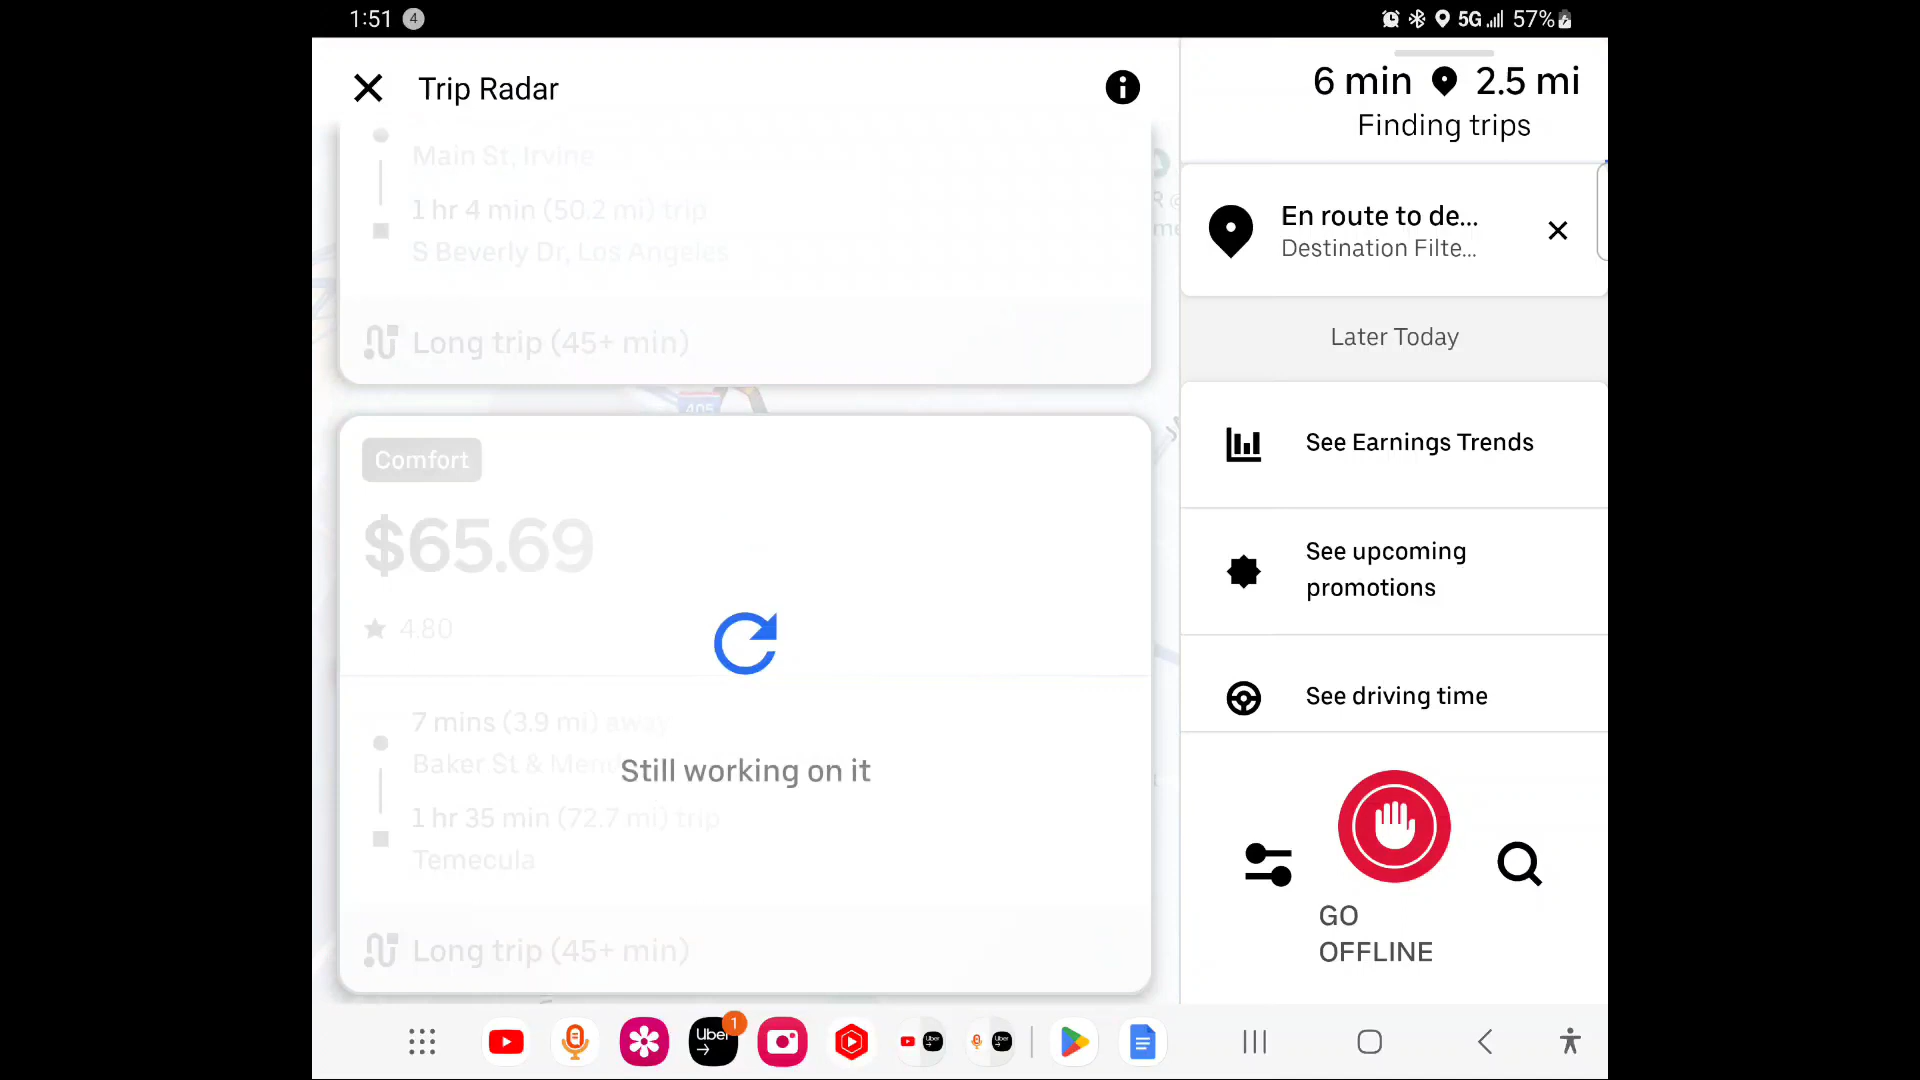 1:51 4
5G 57%
Trip Radar
Main St, Irvine
1 hr 4 min (50.2 mi) trip
S Beverly Dr, Los Angeles
Long trip (45+ min)
405
Comfort
$65.69
4.80
7 mins (3.9 mi) away
Baker St &
Still working on it
1 hr 35 min (72.7 mi) trip
Temecula
Long trip (45+ min)
6 min 2.5 mi
Finding trips
En route to de...
Destination Filte...
Later Today
See Earnings Trends
See upcoming
promotions
See driving time
GO
OFFLINE
Uber
1